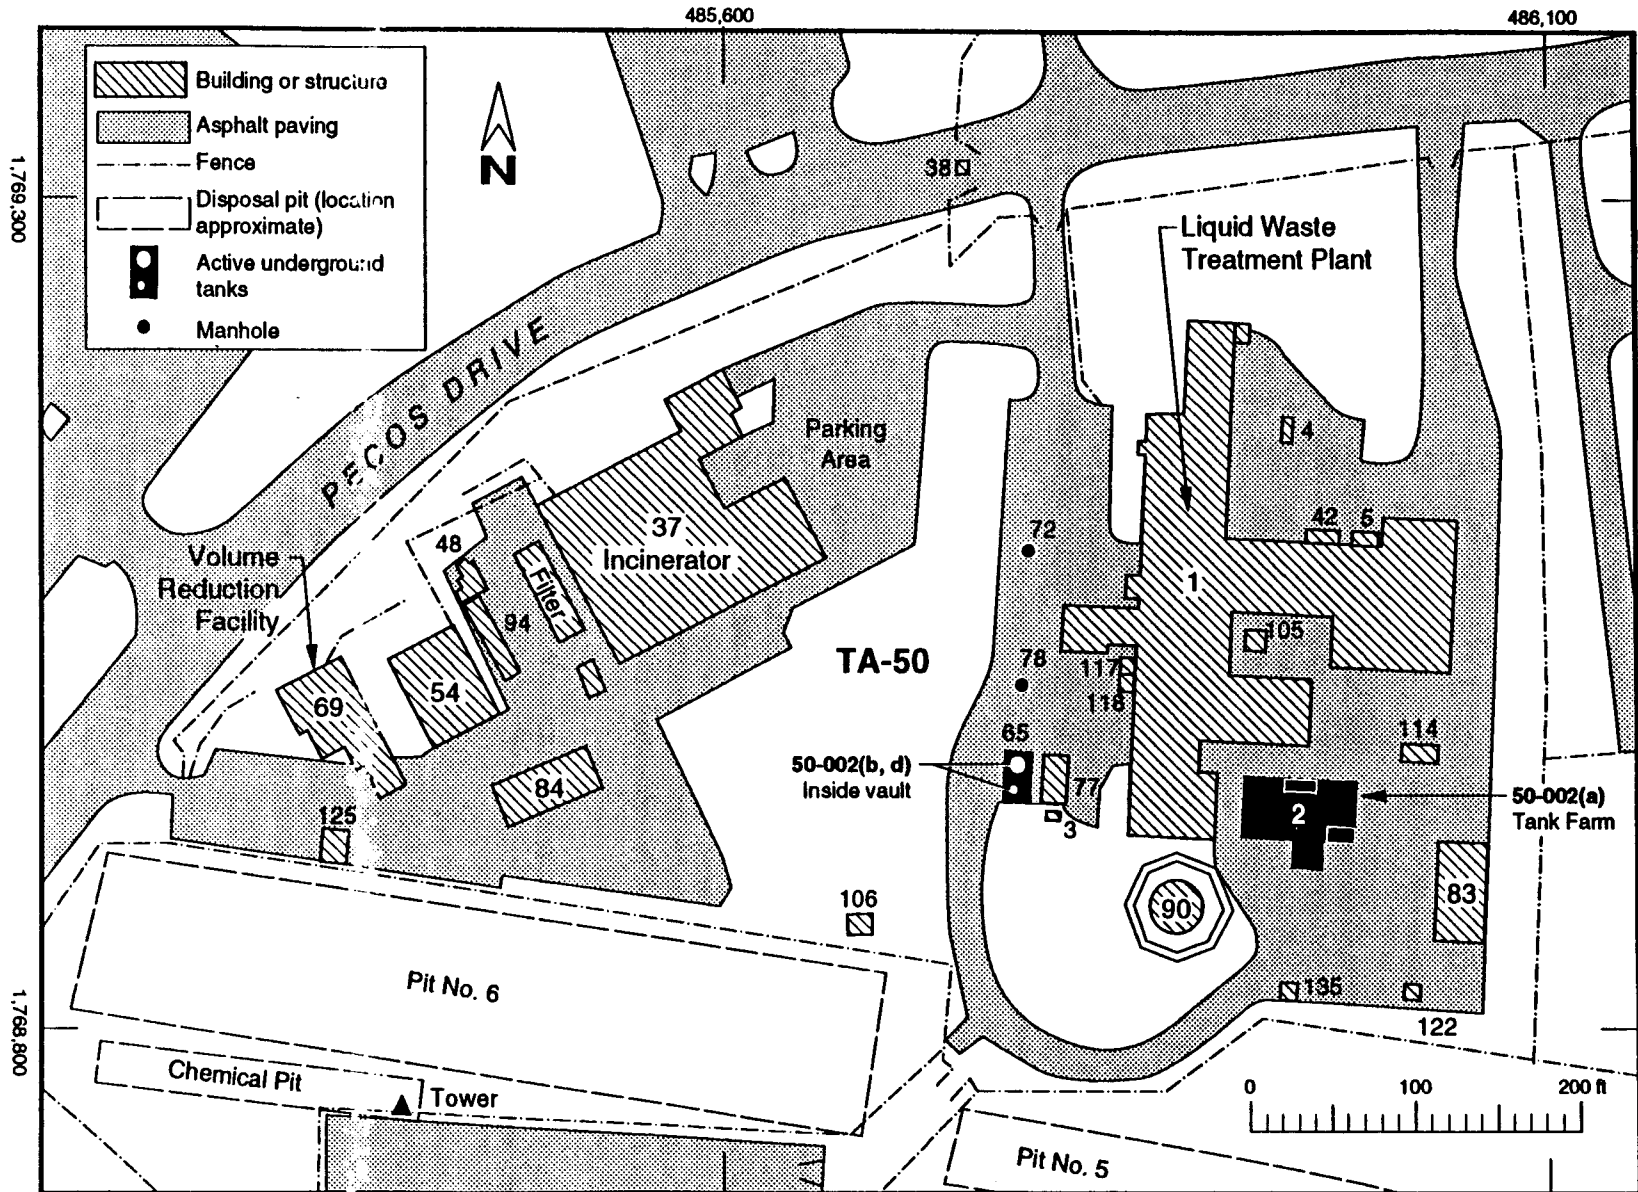 485,600
486,100
1,769,300
1,768,800
Building or structure
Asphalt paving
Fence
Disposal pit (location
approximate)
Active underground
tanks
Manhole
N
PECOS DRIVE
38
Liquid Waste
Treatment Plant
Parking
Area
4
42
5
72
37
Incinerator
48
Filter
94
Volume
Reduction
Facility
1
105
TA-50
78
117
118
69
54
65
114
50-002(b, d)
Inside vault
77
3
84
2
50-002(a)
Tank Farm
125
106
90
83
Pit No. 6
135
122
Chemical Pit
Tower
0 100 200 ft
Pit No. 5